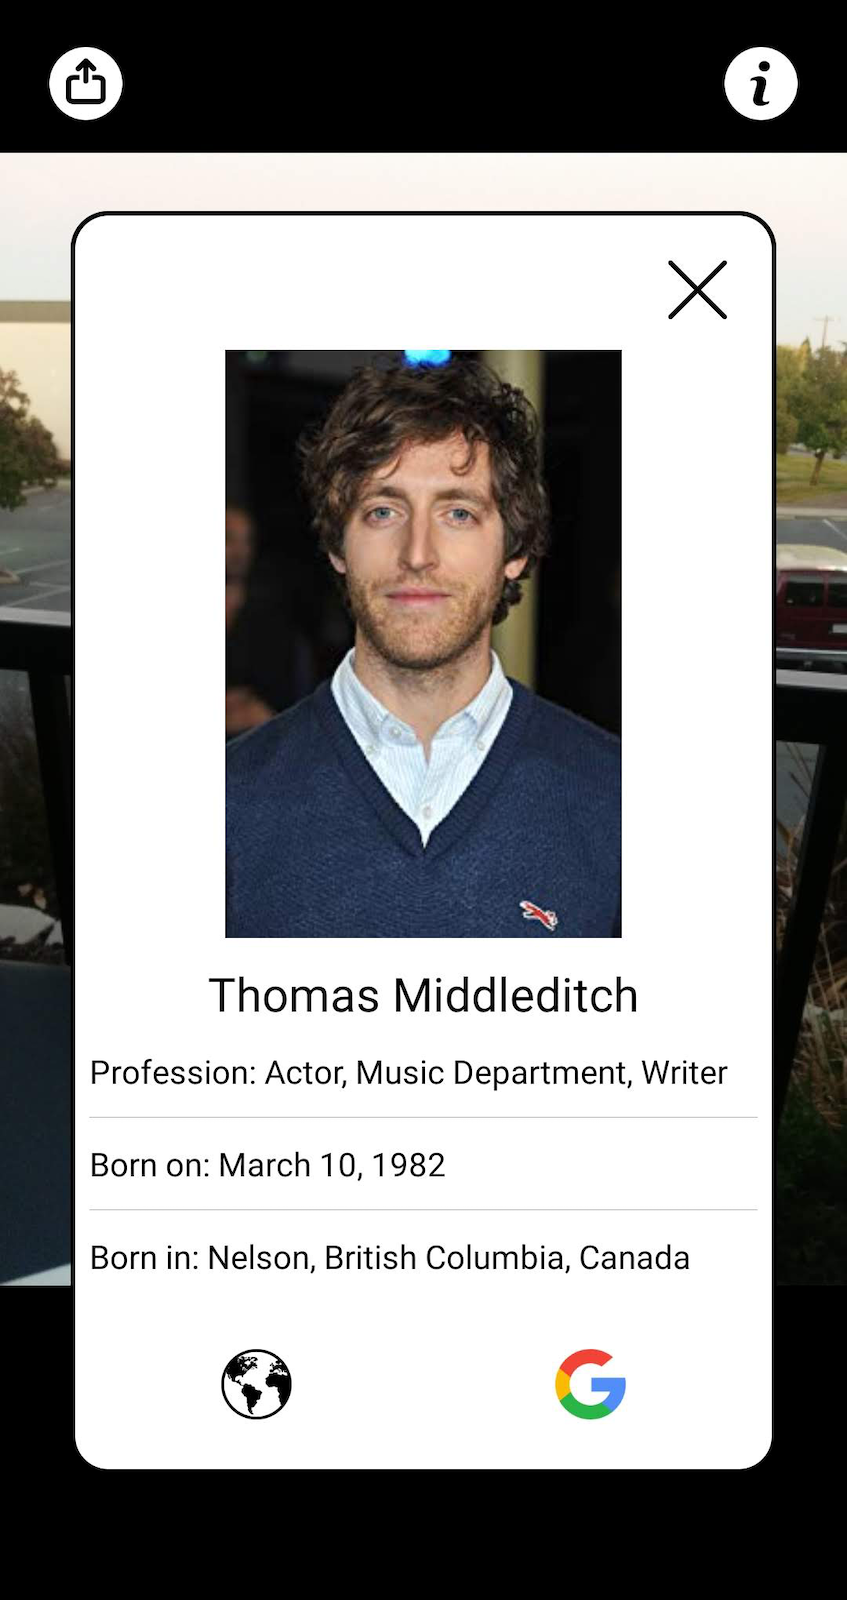 Thomas Middleditch
Profession: Actor, Music Department, Writer
Born on: March 10, 1982
Born in: Nelson, British Columbia, Canada